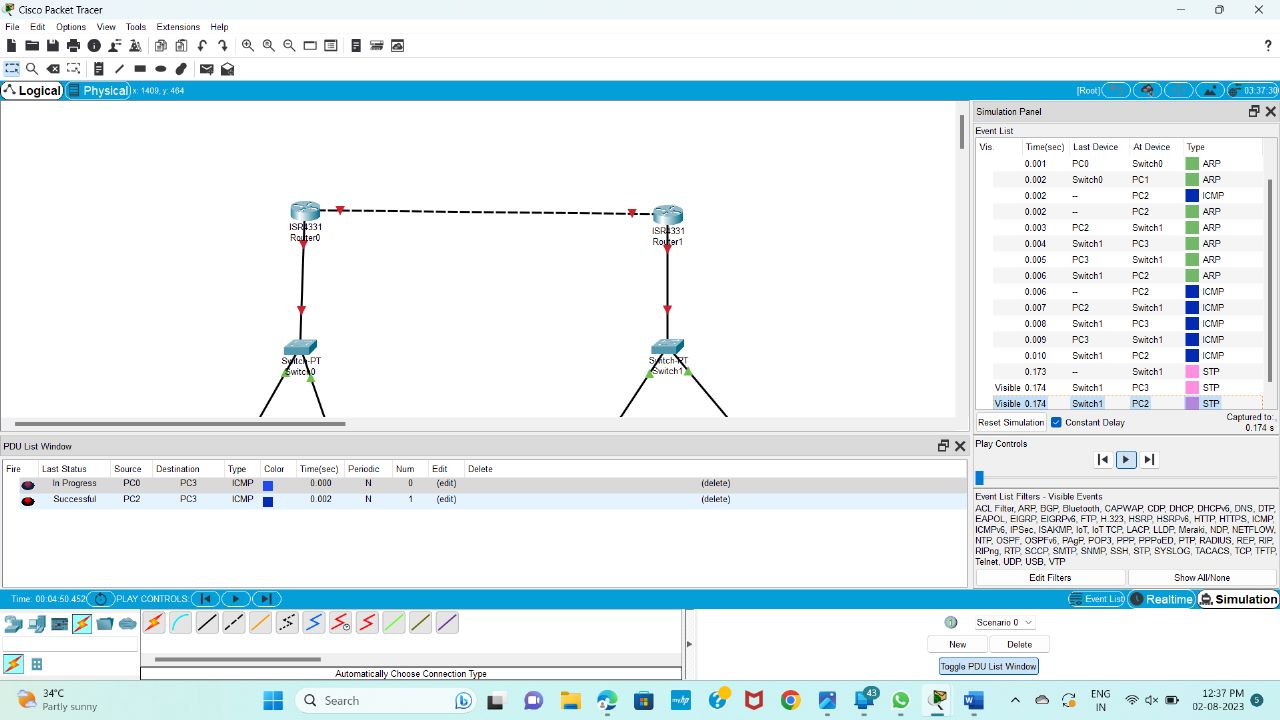 Cisco Packet Tracer
File Edit Options View Tools Extensions Help
?
Logical Physical x: 1409, y: 464 [Root] 03:37:30
ISR4331
Router0
ISR4331
Router1
Switch-PT
Switch0
Switch-PT
Switch1
Simulation Panel
Event List
Vis. Time(sec) Last Device At Device Type
0.001 PC0 Switch0 ARP
0.002 Switch0 PC1 ARP
0.002 -- PC2 ICMP
0.002 PC2 ARP
0.003 PC2 Switch1 ARP
0.004 Switch1 PC3 ARP
0.005 PC3 Switch1 ARP
0.006 Switch1 PC2 ARP
0.006 -- PC2 ICMP
0.007 PC2 Switch1 ICMP
0.008 Switch1 PC3 ICMP
0.009 PC3 Switch1 ICMP
0.010 Switch1 PC2 ICMP
0.173 -- Switch1 STP
Visible 0.174 Switch1 PC3 STP
Visible 0.174 Switch1 PC2 STP
Reset Simulation Constant Delay Captured to:
0.174 s
Play Controls
Event List Filters - Visible Events
ACL Filter, ARP, BGP, Bluetooth, CAPWAP, CDP, DHCP, DHCPv6, DNS, DTP,
EAPOL, EIGRP, EIGRPv6, FTP, H.323, HSRP, HSRPv6, HTTP, HTTPS, ICMP,
ICMPv6, IPSec, ISAKMP, IoT, IoT TCP, LACP, LLDP, Meraki, NDP, NETFLOW,
NTP, OSPF, OSPFv6, PAgP, POP3, PPP, PPPoED, PTP, RADIUS, REP, RIP,
RIPng, RTP, SCCP, SMTP, SNMP, SSH, STP, SYSLOG, TACACS, TCP, TFTP,
Telnet, UDP, USB, VTP
Edit Filters Show All/None
PDU List Window
Fire Last Status Source Destination Type Color Time(sec) Periodic Num Edit Delete
In Progress PC0 PC3 ICMP 0.000 N 0 (edit) (delete)
Successful PC2 PC3 ICMP 0.002 N 1 (edit) (delete)
Time: 00:04:50.452 PLAY CONTROLS: Event List Realtime Simulation
Scenario 0
New Delete
Toggle PDU List Window
Automatically Choose Connection Type
34°C
Partly sunny
Search
my hp
43
W
ENG
IN
12:37 PM
02-08-2023
5